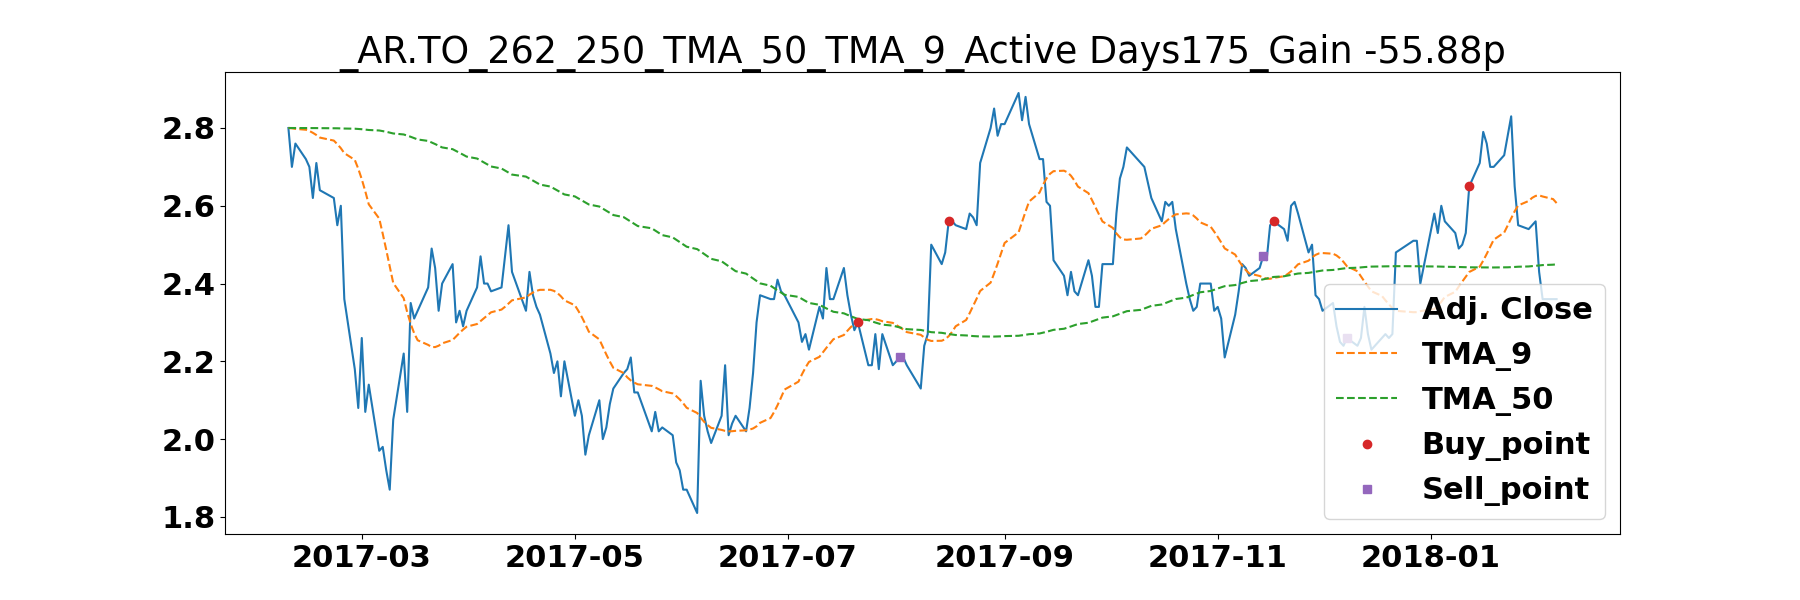 _AR.TO_262_250_TMA_50_TMA_9_Active Days175_Gain -55.88p
2.8
2.6
2.4
2.2
2.0
1.8
2017-03
2017-05
2017-07
2017-09
2017-11
2018-01
Adj. Close
TMA_9
TMA_50
Buy_point
Sell_point